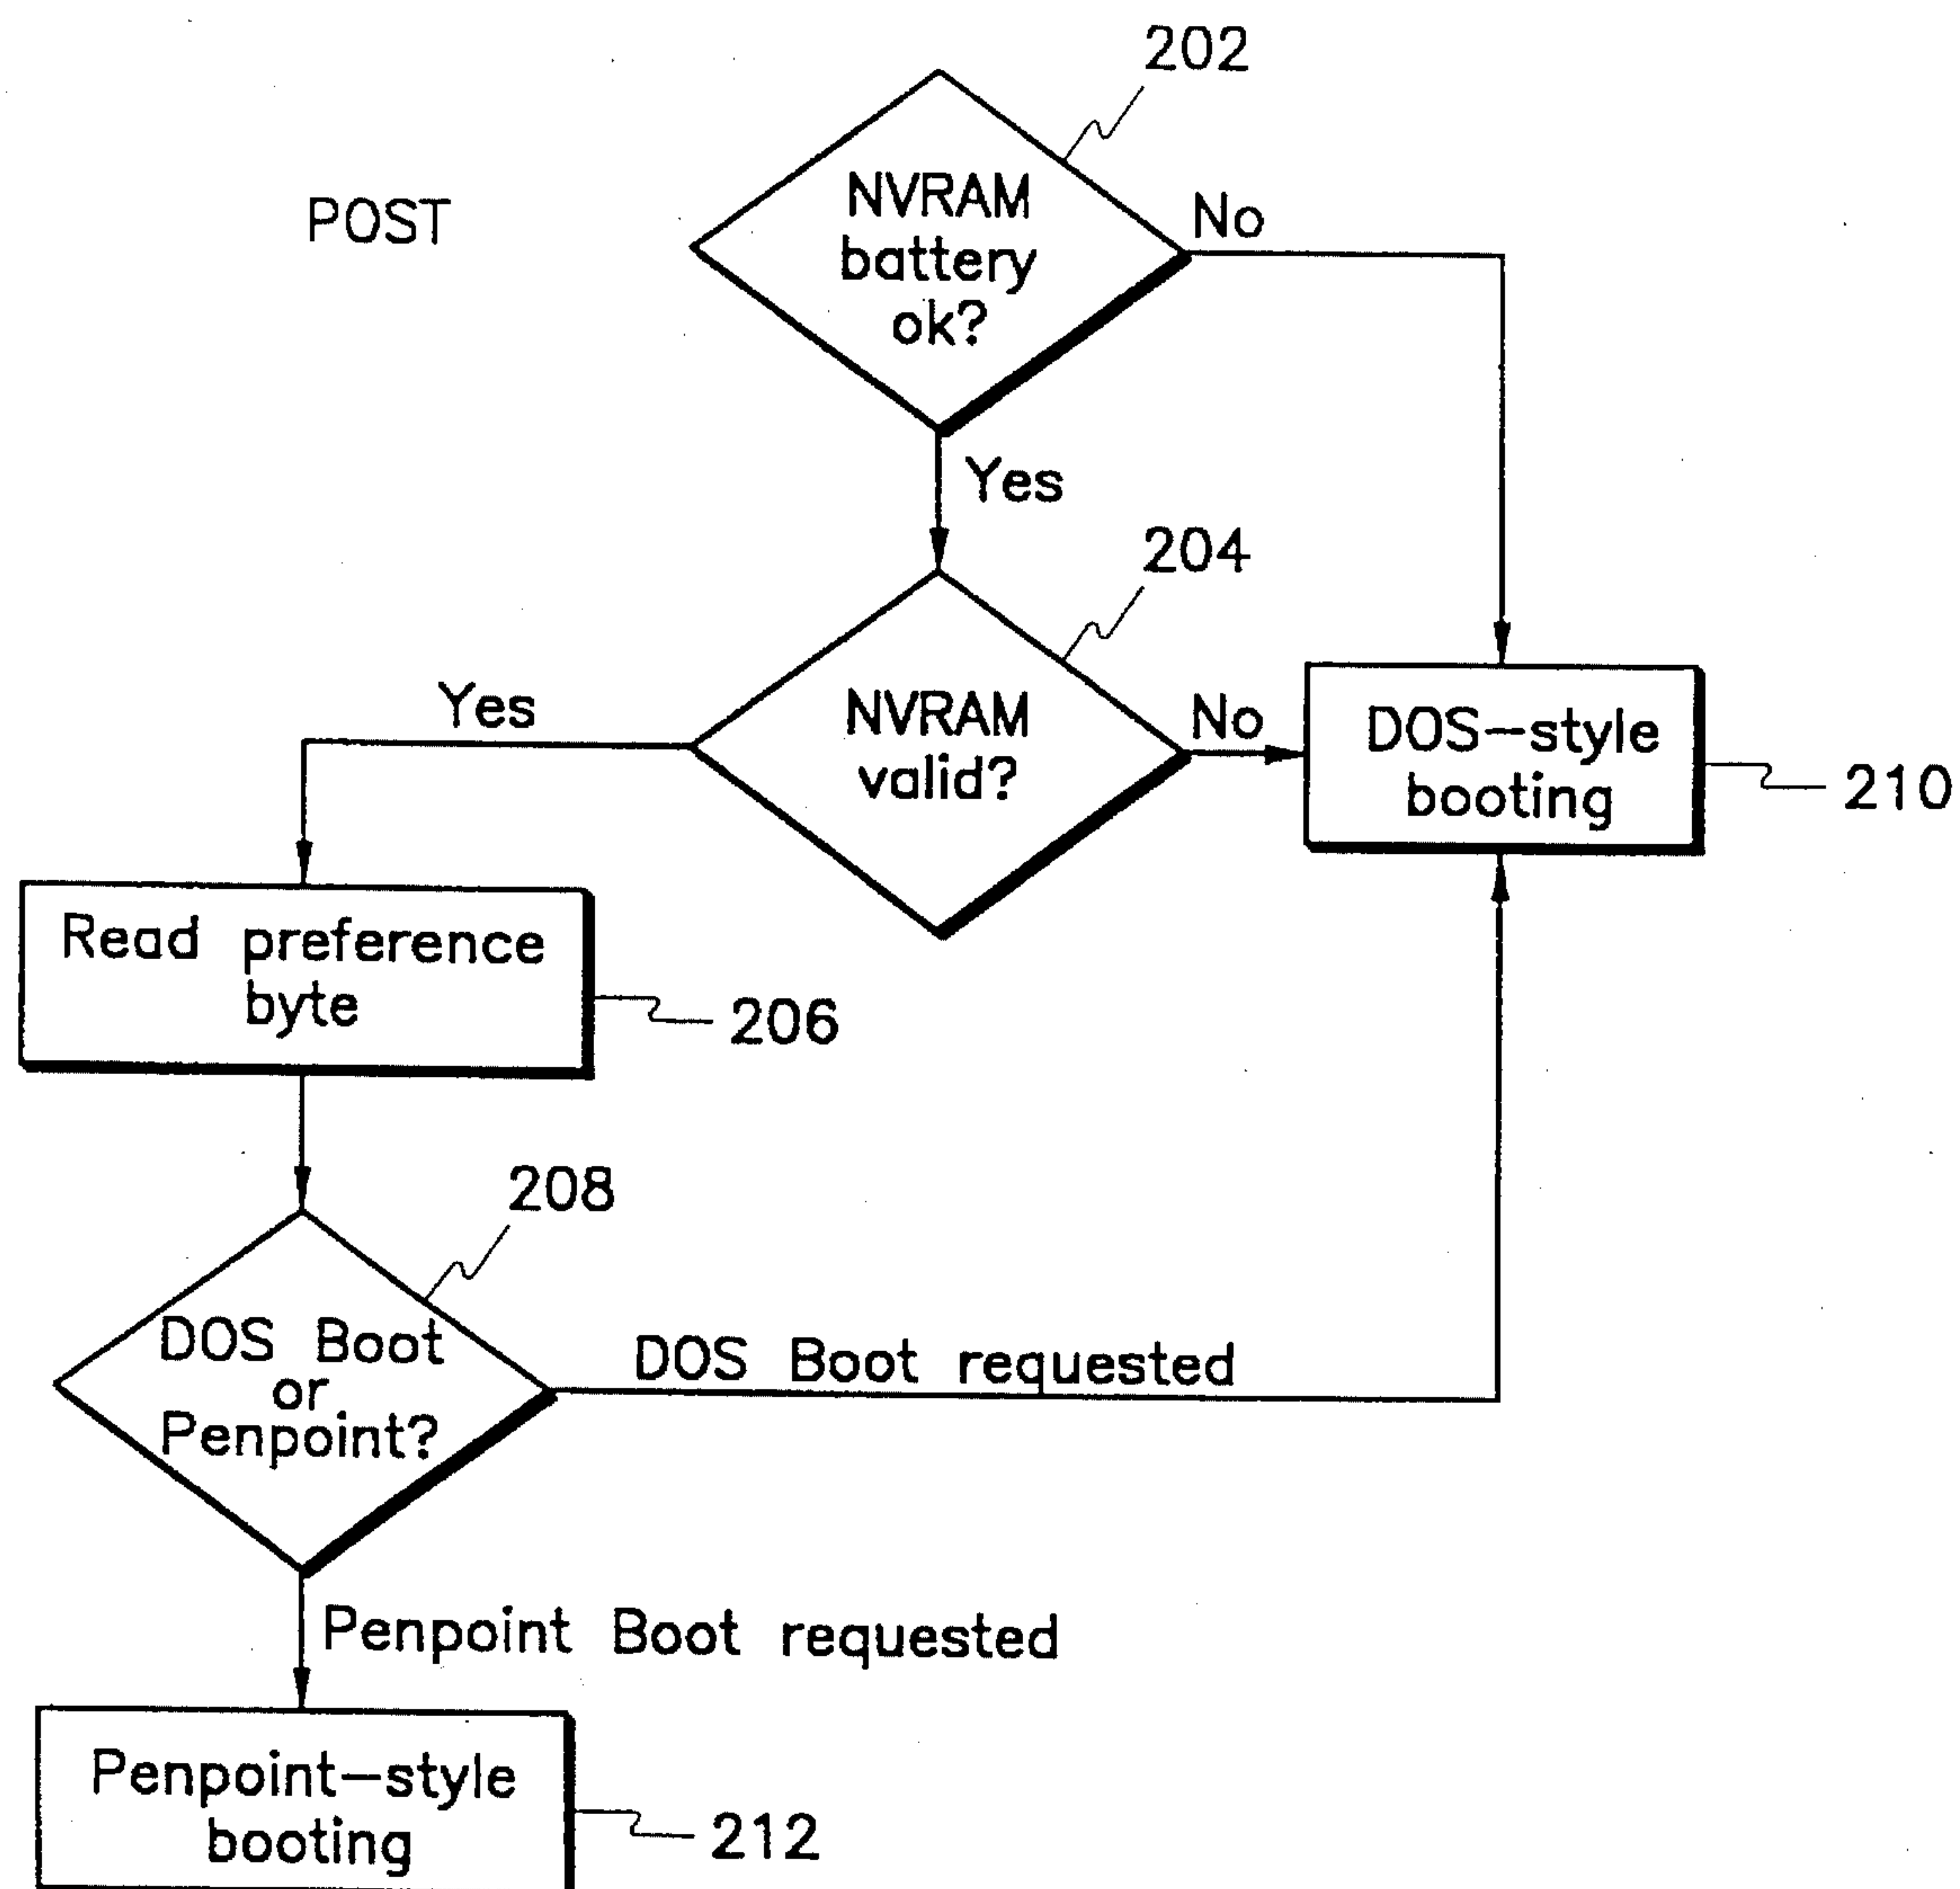 202
POST
NVRAM
battery
ok?
No
Yes
204
NVRAM
valid?
Yes
No
DOS-style
booting
210
Read preference
byte
206
208
DOS Boot
or
Penpoint?
DOS Boot requested
Penpoint Boot requested
Penpoint-style
booting
212